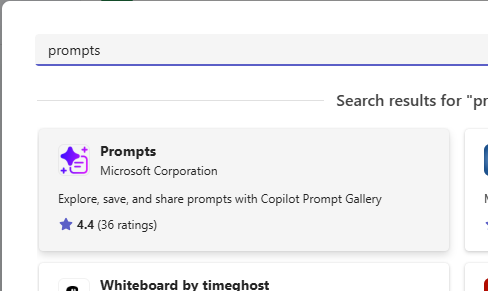 prompts
Search results for "pr
Prompts
Microsoft Corporation
Explore, save, and share prompts with Copilot Prompt Gallery
4.4 (36 ratings)
Whiteboard by timeghost